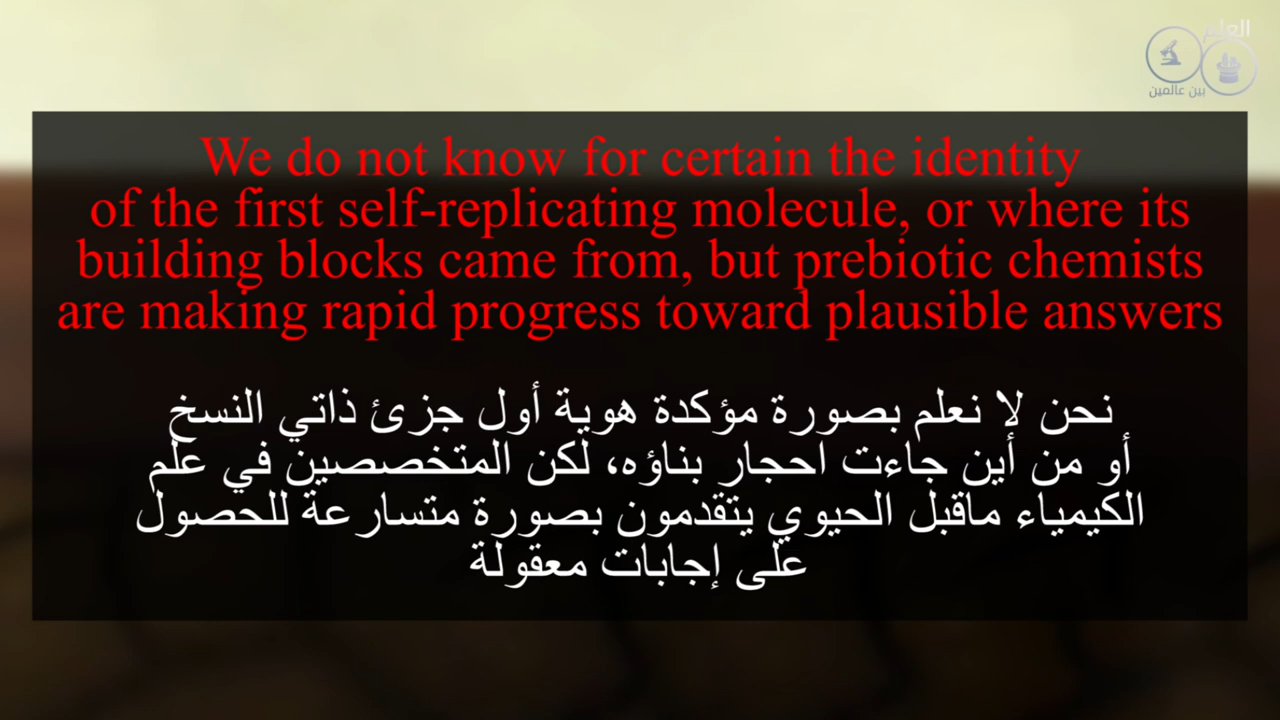 العلم
بين عالمين
We do not know for certain the identity
of the first self-replicating molecule, or where its
building blocks came from, but prebiotic chemists
are making rapid progress toward plausible answers
نحن لا نعلم بصورة مؤكدة هوية أول جزئ ذاتي النسخ
أو من أين جاءت احجار بناؤه، لكن المتخصصين في علم
الكيمياء ماقبل الحيوي يتقدمون بصورة متسارعة للحصول
على إجابات معقولة